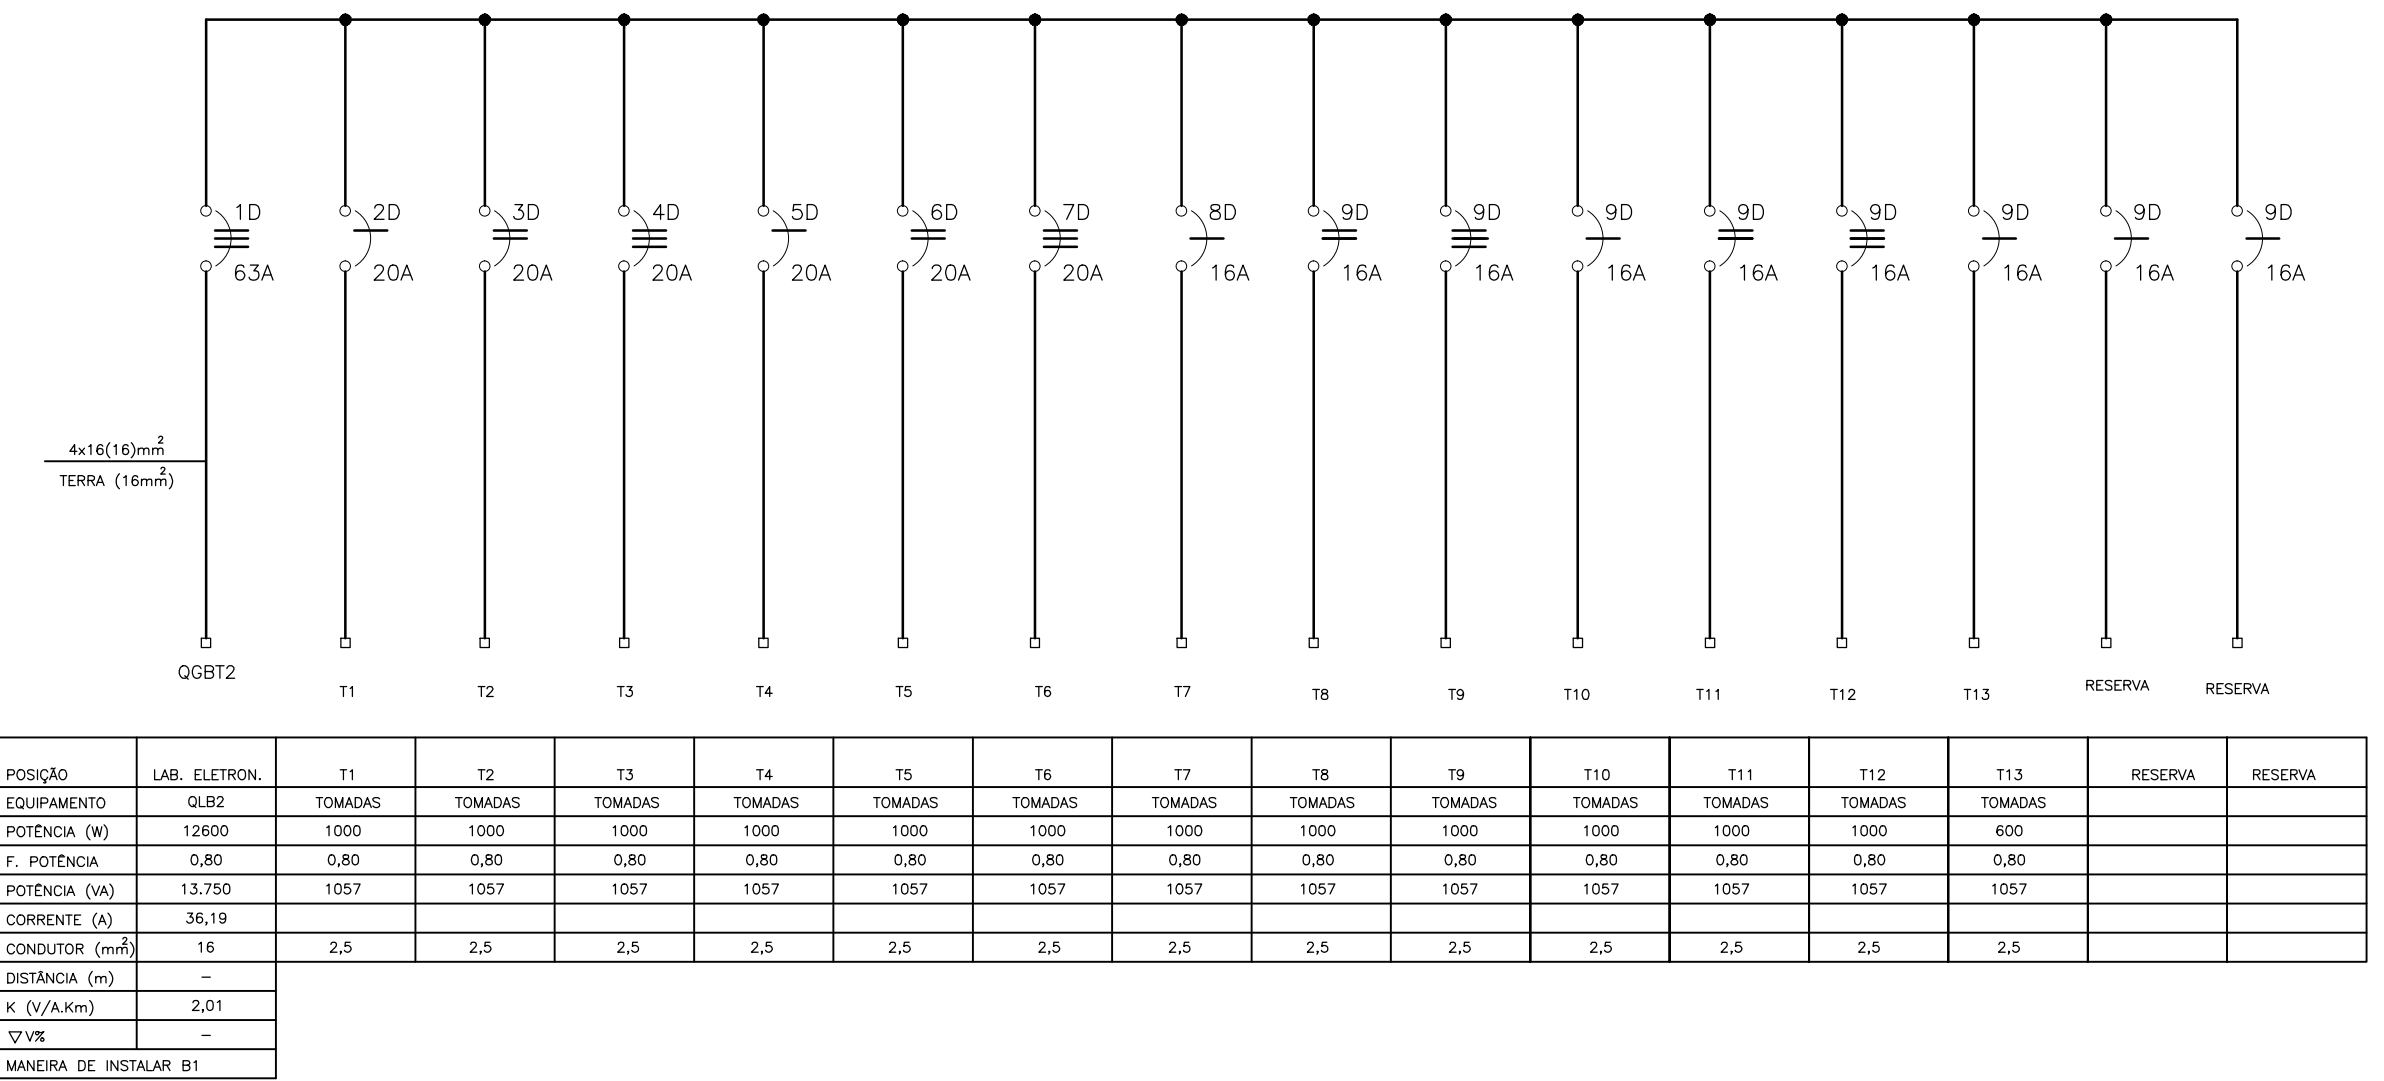 1D 2D 3D 4D 5D 6D 7D 8D 9D 9D 9D 9D 9D 9D 9D 9D
63A 20A 20A 20A 20A 20A 20A 16A 16A 16A 16A 16A 16A 16A 16A 16A
4x16(16)mm²
TERRA (16mm²)
QGBT2
T1 T2 T3 T4 T5 T6 T7 T8 T9 T10 T11 T12 T13 RESERVA RESERVA
POSIÇÃO LAB. ELETRON. T1 T2 T3 T4 T5 T6 T7 T8 T9 T10 T11 T12 T13 RESERVA RESERVA
EQUIPAMENTO QLB2 TOMADAS TOMADAS TOMADAS TOMADAS TOMADAS TOMADAS TOMADAS TOMADAS TOMADAS TOMADAS TOMADAS TOMADAS TOMADAS
POTÊNCIA (W) 12600 1000 1000 1000 1000 1000 1000 1000 1000 1000 1000 1000 1000 600
F. POTÊNCIA 0,80 0,80 0,80 0,80 0,80 0,80 0,80 0,80 0,80 0,80 0,80 0,80 0,80 0,80
POTÊNCIA (VA) 13.750 1057 1057 1057 1057 1057 1057 1057 1057 1057 1057 1057 1057 1057
CORRENTE (A) 36,19
CONDUTOR (mm²) 16 2,5 2,5 2,5 2,5 2,5 2,5 2,5 2,5 2,5 2,5 2,5 2,5 2,5
DISTÂNCIA (m) –
K (V/A.Km) 2,01
▽V% –
MANEIRA DE INSTALAR B1